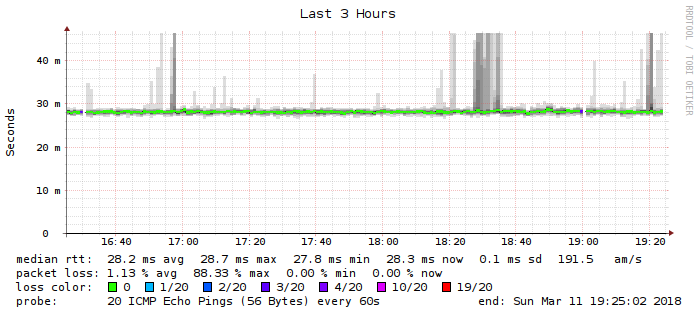 Last 3 Hours
RRDTOOL / TOBI OETIKER
Seconds
40 m
30 m
20 m
10 m
0
16:40 17:00 17:20 17:40 18:00 18:20 18:40 19:00 19:20
median rtt: 28.2 ms avg 28.7 ms max 27.8 ms min 28.3 ms now 0.1 ms sd 191.5 am/s
packet loss: 1.13 % avg 88.33 % max 0.00 % min 0.00 % now
loss color: 0 1/20 2/20 3/20 4/20 10/20 19/20
probe: 20 ICMP Echo Pings (56 Bytes) every 60s end: Sun Mar 11 19:25:02 2018